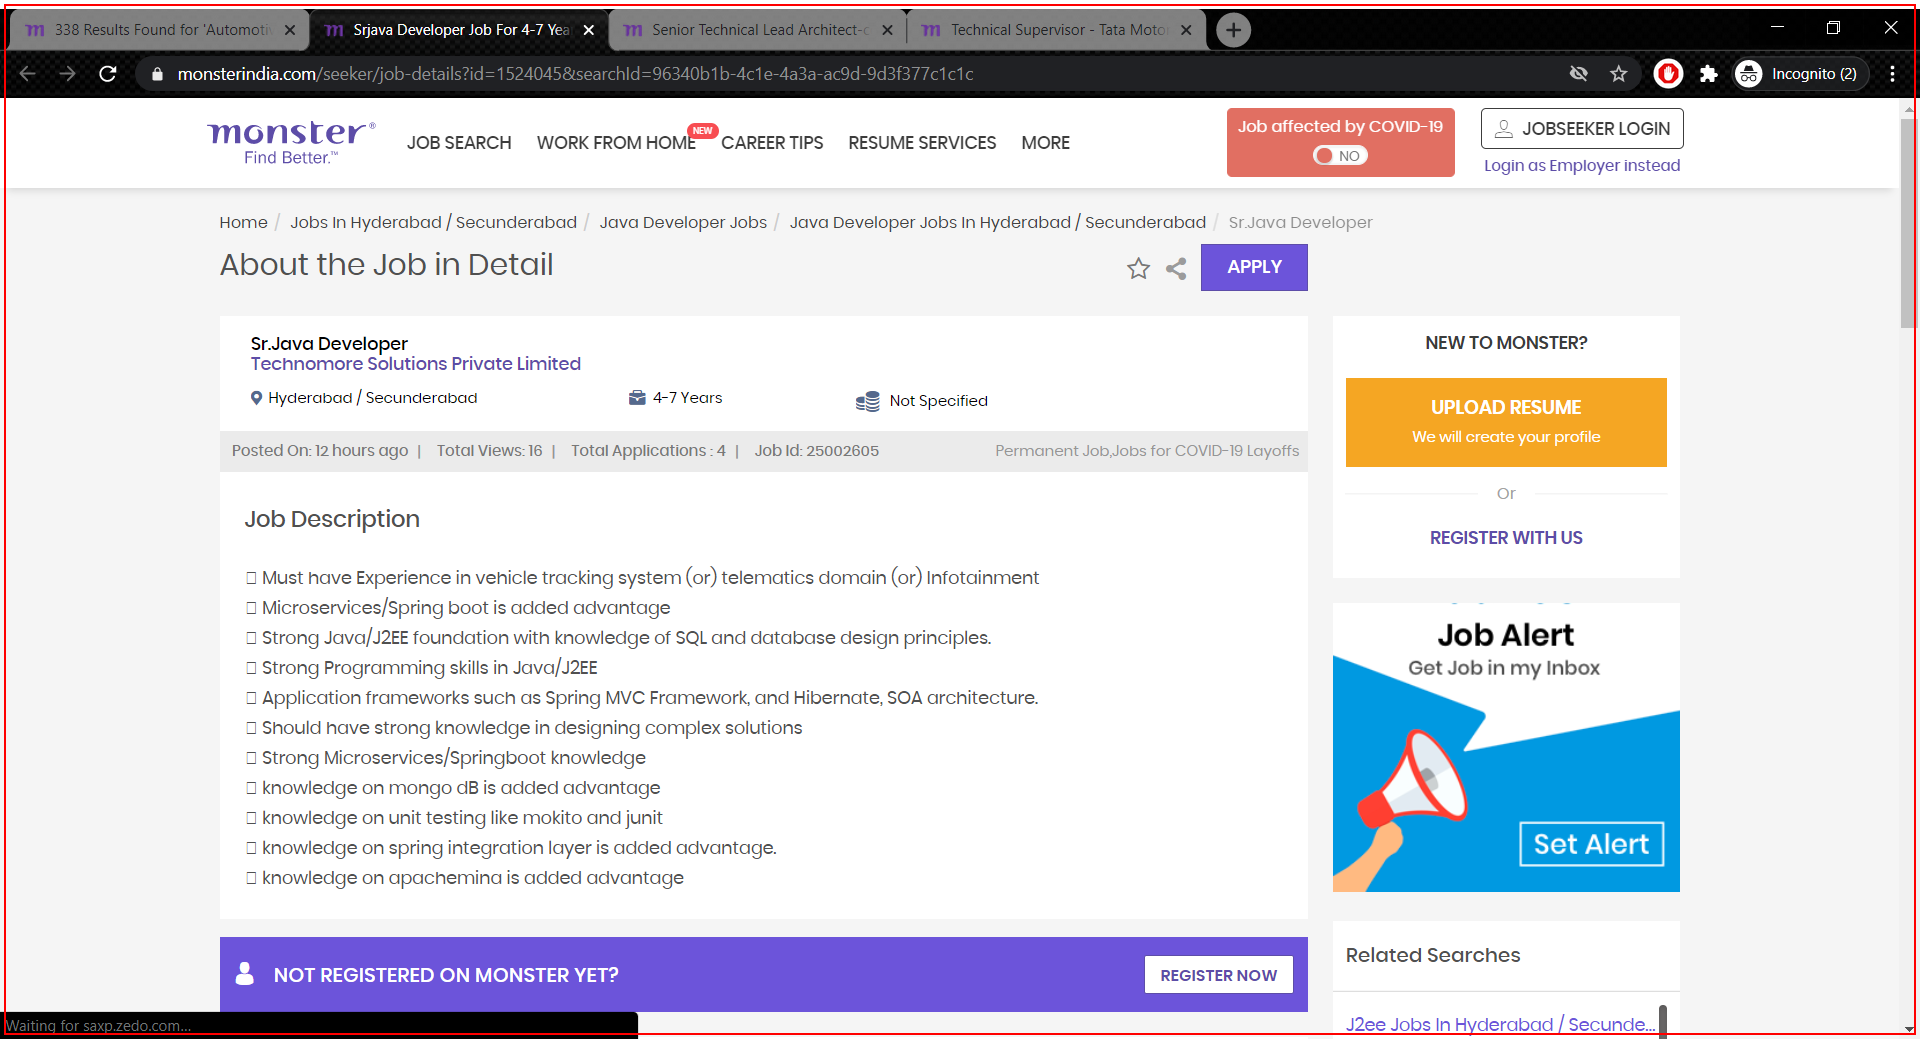 338 Results Found for 'Automoti
Srjava Developer Job For 4-7 Yea
Senior Technical Lead Architect-c
Technical Supervisor - Tata Moto
monsterindia.com/seeker/job-details?id=1524045&searchId=96340b1b-4c1e-4a3a-ac9d-9d3f377c1c1c
Incognito (2)
monster®
Find Better.™
JOB SEARCH
WORK FROM HOME
NEW
CAREER TIPS
RESUME SERVICES
MORE
Job affected by COVID-19
NO
JOBSEEKER LOGIN
Login as Employer instead
Home / Jobs In Hyderabad / Secunderabad / Java Developer Jobs / Java Developer Jobs In Hyderabad / Secunderabad / Sr.Java Developer
About the Job in Detail
APPLY
Sr.Java Developer
Technomore Solutions Private Limited
Hyderabad / Secunderabad
4-7 Years
Not Specified
Posted On: 12 hours ago | Total Views: 16 | Total Applications : 4 | Job Id: 25002605
Permanent Job,Jobs for COVID-19 Layoffs
Job Description
Must have Experience in vehicle tracking system (or) telematics domain (or) Infotainment
Microservices/Spring boot is added advantage
Strong Java/J2EE foundation with knowledge of SQL and database design principles.
Strong Programming skills in Java/J2EE
Application frameworks such as Spring MVC Framework, and Hibernate, SOA architecture.
Should have strong knowledge in designing complex solutions
Strong Microservices/Springboot knowledge
knowledge on mongo dB is added advantage
knowledge on unit testing like mokito and junit
knowledge on spring integration layer is added advantage.
knowledge on apachemina is added advantage
NOT REGISTERED ON MONSTER YET?
REGISTER NOW
NEW TO MONSTER?
UPLOAD RESUME
We will create your profile
Or
REGISTER WITH US
Job Alert
Get Job in my Inbox
Set Alert
Related Searches
J2ee Jobs In Hyderabad / Secunde...
Waiting for saxp.zedo.com...